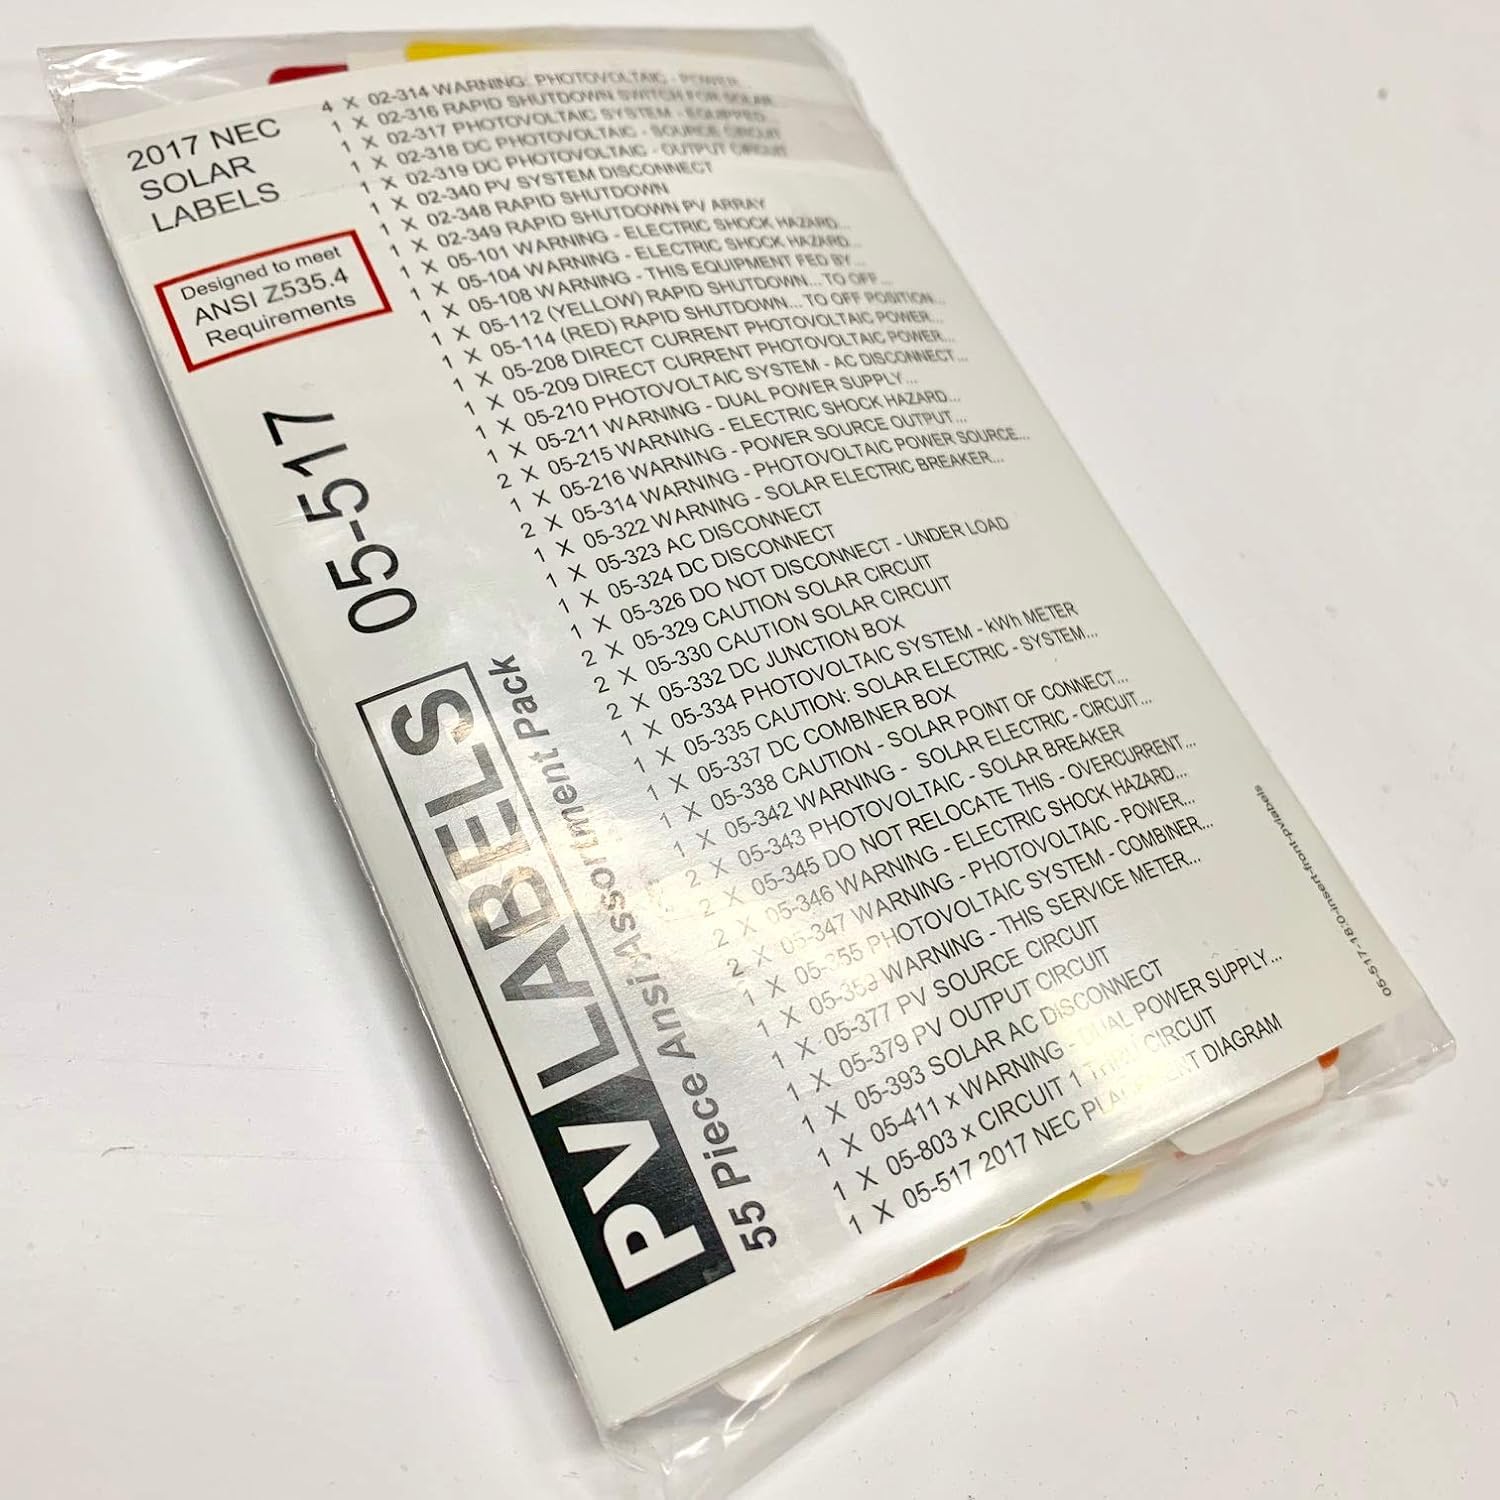 2017 NEC
SOLAR
LABELS
Designed to meet
ANSI Z535.4
Requirements
05-517
PV LABELS
55 Piece Ansi Assortment Pack
4 X 02-314 WARNING: PHOTOVOLTAIC - POWER...
1 X 02-316 RAPID SHUTDOWN SWITCH FOR SOLAR
1 X 02-317 PHOTOVOLTAIC SYSTEM - EQUIPPED...
1 X 02-318 DC PHOTOVOLTAIC - SOURCE CIRCUIT
1 X 02-319 DC PHOTOVOLTAIC - OUTPUT CIRCUIT
1 X 02-340 PV SYSTEM DISCONNECT
1 X 02-348 RAPID SHUTDOWN
1 X 02-349 RAPID SHUTDOWN PV ARRAY
1 X 05-101 WARNING - ELECTRIC SHOCK HAZARD...
1 X 05-104 WARNING - ELECTRIC SHOCK HAZARD...
1 X 05-108 WARNING - THIS EQUIPMENT FED BY...
1 X 05-112 (YELLOW) RAPID SHUTDOWN... TO OFF...
1 X 05-114 (RED) RAPID SHUTDOWN... TO OFF POSITION...
1 X 05-208 DIRECT CURRENT PHOTOVOLTAIC POWER...
1 X 05-209 DIRECT CURRENT PHOTOVOLTAIC POWER...
1 X 05-210 PHOTOVOLTAIC SYSTEM - AC DISCONNECT...
1 X 05-211 WARNING - DUAL POWER SUPPLY...
2 X 05-215 WARNING - ELECTRIC SHOCK HAZARD...
1 X 05-216 WARNING - POWER SOURCE OUTPUT...
2 X 05-314 WARNING - PHOTOVOLTAIC POWER SOURCE...
1 X 05-322 WARNING - SOLAR ELECTRIC BREAKER...
1 X 05-323 AC DISCONNECT
1 X 05-324 DC DISCONNECT
1 X 05-326 DO NOT DISCONNECT - UNDER LOAD
2 X 05-329 CAUTION SOLAR CIRCUIT
2 X 05-330 CAUTION SOLAR CIRCUIT
2 X 05-332 DC JUNCTION BOX
1 X 05-334 PHOTOVOLTAIC SYSTEM - kWh METER
1 X 05-335 CAUTION: SOLAR ELECTRIC - SYSTEM...
1 X 05-337 DC COMBINER BOX
1 X 05-338 CAUTION - SOLAR POINT OF CONNECT...
1 X 05-342 WARNING - SOLAR ELECTRIC - CIRCUIT...
2 X 05-343 PHOTOVOLTAIC - SOLAR BREAKER
2 X 05-345 DO NOT RELOCATE THIS - OVERCURRENT...
2 X 05-346 WARNING - ELECTRIC SHOCK HAZARD...
2 X 05-347 WARNING - PHOTOVOLTAIC - POWER...
1 X 05-355 PHOTOVOLTAIC SYSTEM - COMBINER...
1 X 05-359 WARNING - THIS SERVICE METER...
1 X 05-377 PV SOURCE CIRCUIT
1 X 05-379 PV OUTPUT CIRCUIT
1 X 05-393 SOLAR AC DISCONNECT
1 X 05-411 x WARNING - DUAL POWER SUPPLY...
1 X 05-803 x CIRCUIT 1 THRU CIRCUIT
1 X 05-517 2017 NEC DIAGRAM
05-517-18.0-insert-front-pvlabels